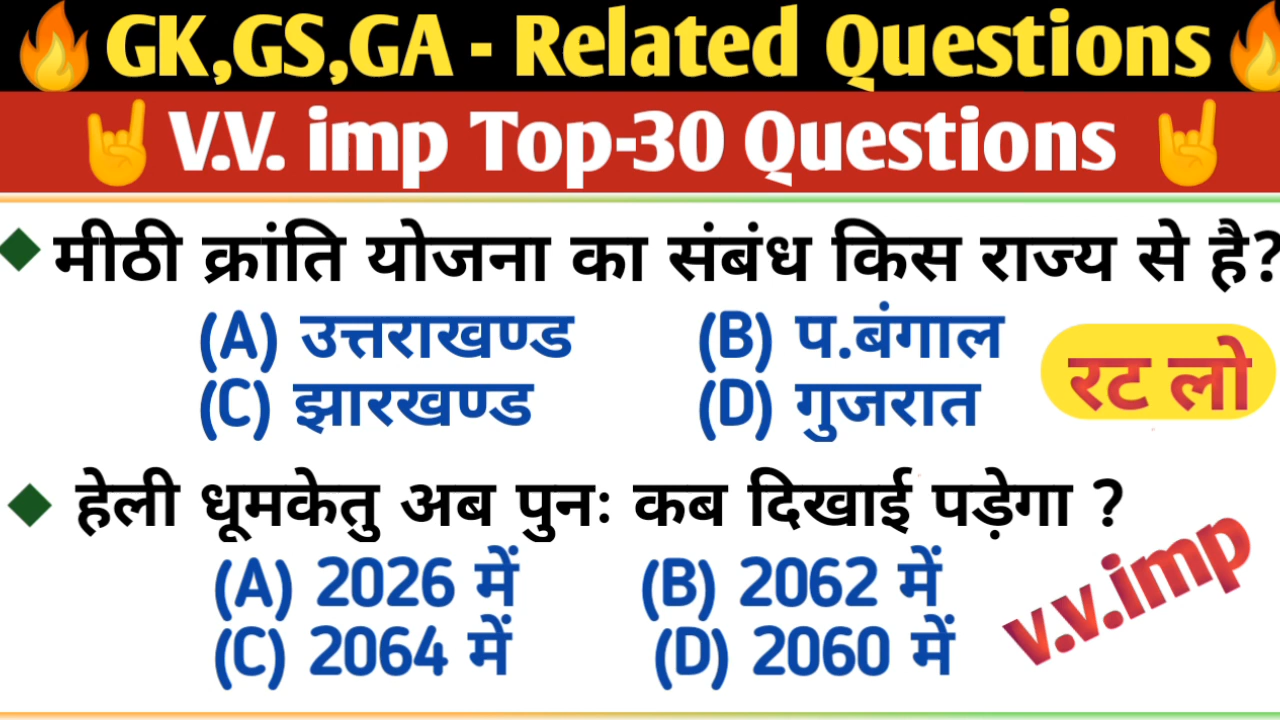 GK,GS,GA - Related Questions
V.V. imp Top-30 Questions
मीठी क्रांति योजना का संबंध किस राज्य से है?
(A) उत्तराखण्ड (B) प.बंगाल
(C) झारखण्ड (D) गुजरात
रट लो
हेली धूमकेतु अब पुनः कब दिखाई पड़ेगा ?
(A) 2026 में (B) 2062 में
(C) 2064 में (D) 2060 में
v.v.imp